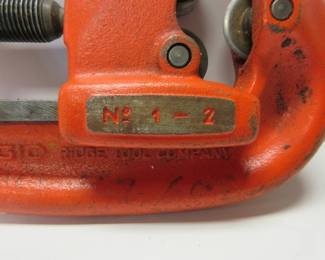 Nº 1-2
RIDGE TOOL COMPANY